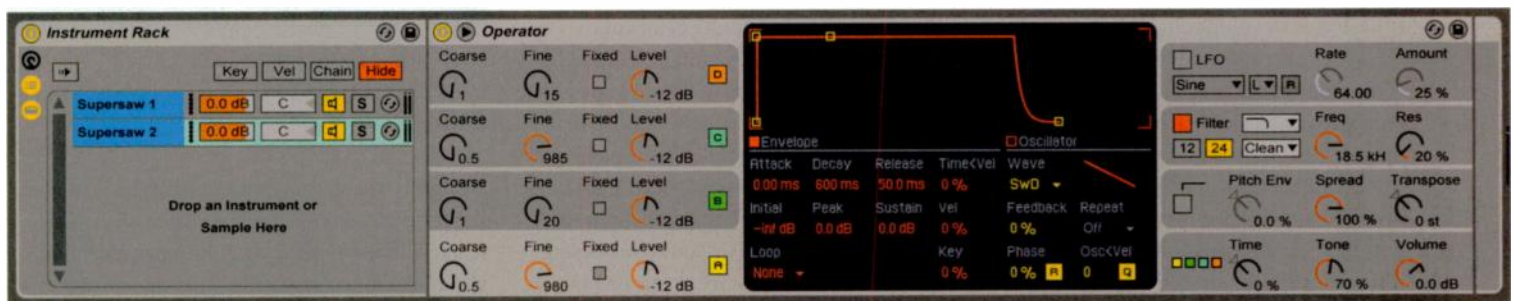 Instrument Rack
Key Vel Chain Hide
Supersaw 1 0.0 dB C S
Supersaw 2 0.0 dB C S
Drop an Instrument or
Sample Here
Operator
Coarse Fine Fixed Level
1 15 -12 dB D
Coarse Fine Fixed Level
0.5 985 -12 dB C
Coarse Fine Fixed Level
1 20 -12 dB B
Coarse Fine Fixed Level
0.5 980 -12 dB A
Envelope Oscillator
Attack Decay Release Time<Vel Wave
0.00 ms 600 ms 50.0 ms 0 % SwD
Initial Peak Sustain Vel Feedback Repeat
-inf dB 0.0 dB 0.0 dB 0 % 0 % Off
Loop Key Phase Osc<Vel
None 0 % 0 % R 0 Q
LFO Rate Amount
Sine L R 64.00 25 %
Filter Freq Res
12 24 Clean 18.5 kH 20 %
Pitch Env Spread Transpose
0.0 % 100 % 0 st
Time Tone Volume
0 % 70 % 0.0 dB